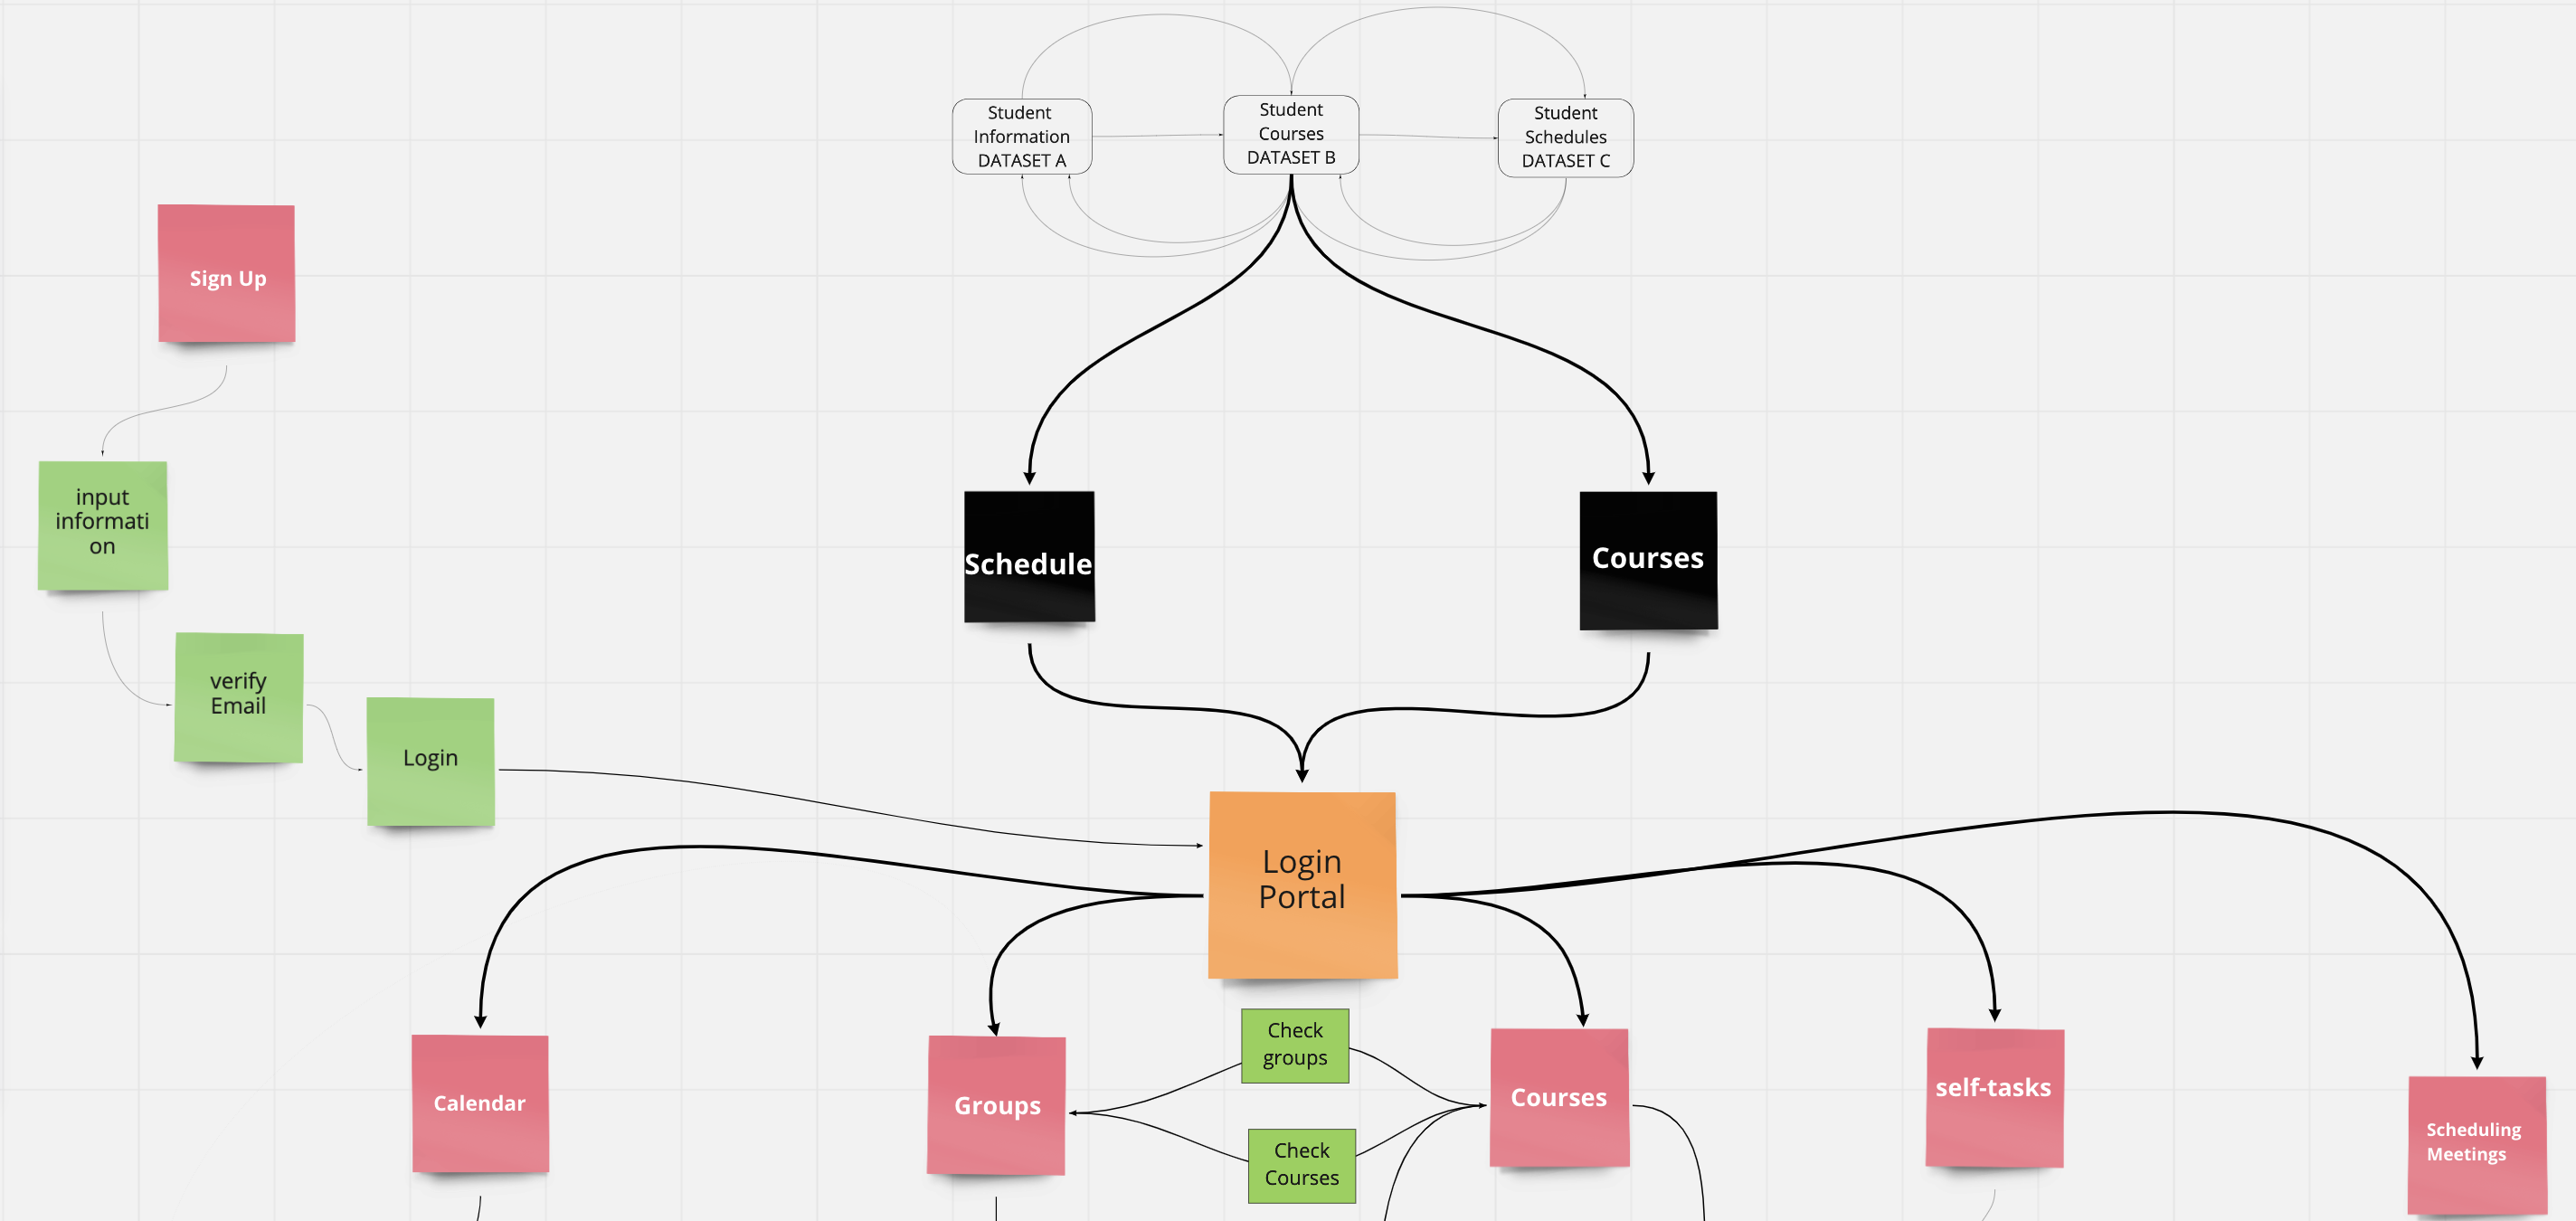 Student
Information
DATASET A
Student
Courses
DATASET B
Student
Schedules
DATASET C
Sign Up
input
informati
on
verify
Email
Login
Schedule
Courses
Login
Portal
Calendar
Groups
Check
groups
Check
Courses
Courses
self-tasks
Scheduling
Meetings